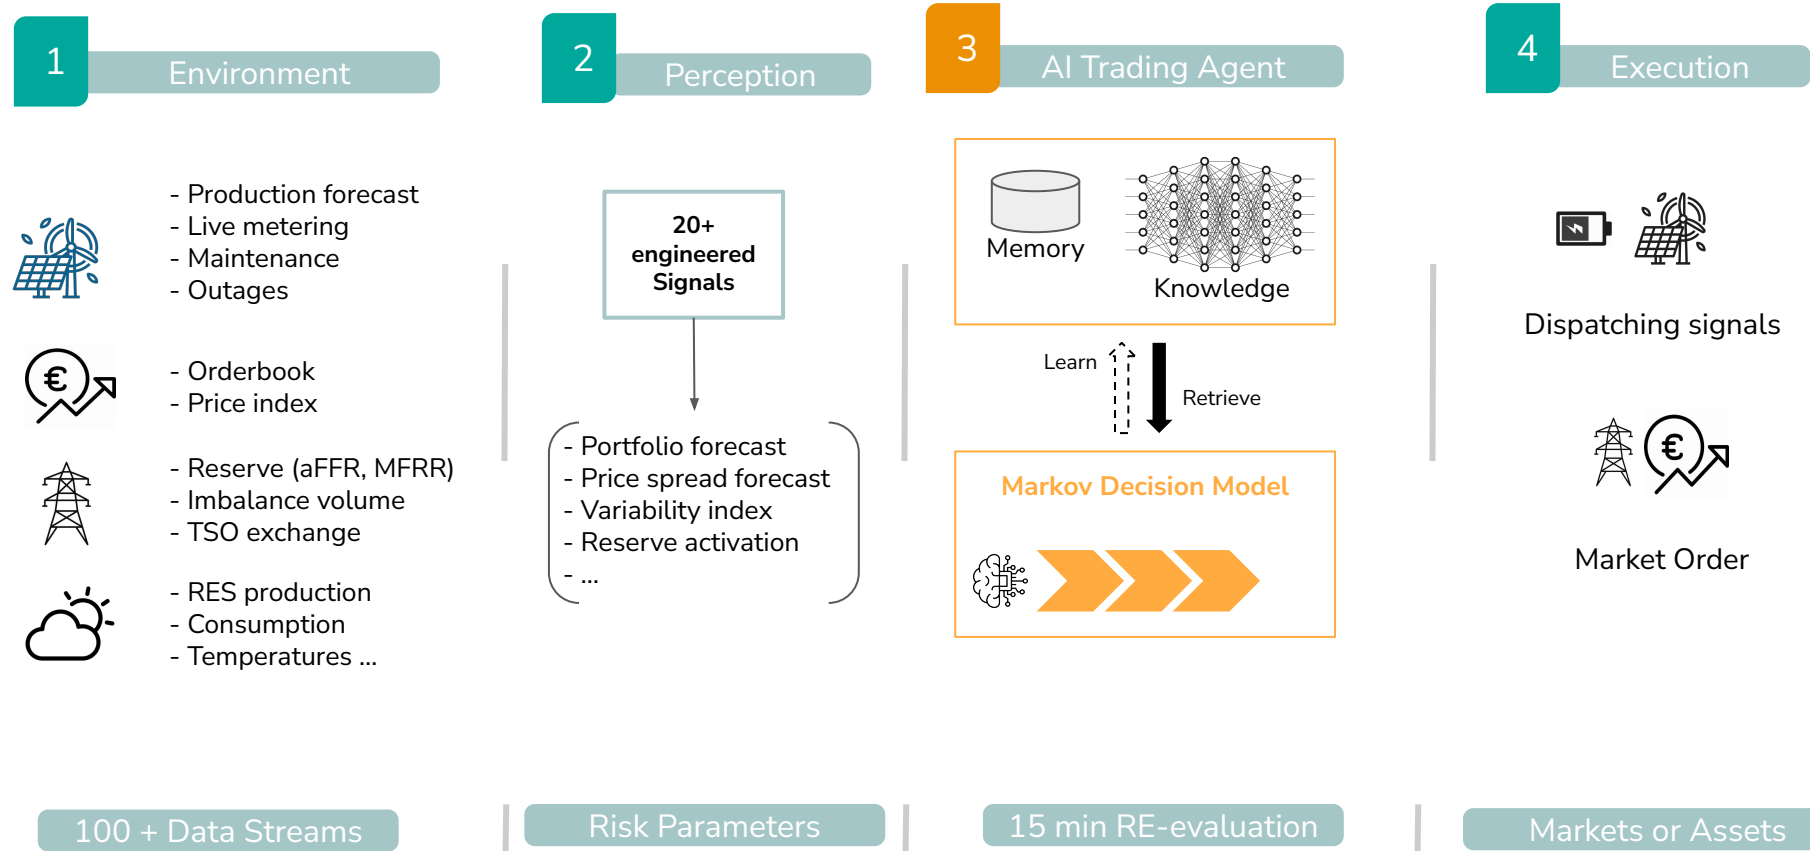 1
Environment
- Production forecast
- Live metering
- Maintenance
- Outages
€
- Orderbook
- Price index
- Reserve (aFFR, MFRR)
- Imbalance volume
- TSO exchange
- RES production
- Consumption
- Temperatures ...
100 + Data Streams
2
Perception
20+
engineered
Signals
- Portfolio forecast
- Price spread forecast
- Variability index
- Reserve activation
- ...
Risk Parameters
3
AI Trading Agent
Memory
Knowledge
Learn
Retrieve
Markov Decision Model
15 min RE-evaluation
4
Execution
Dispatching signals
€
Market Order
Markets or Assets